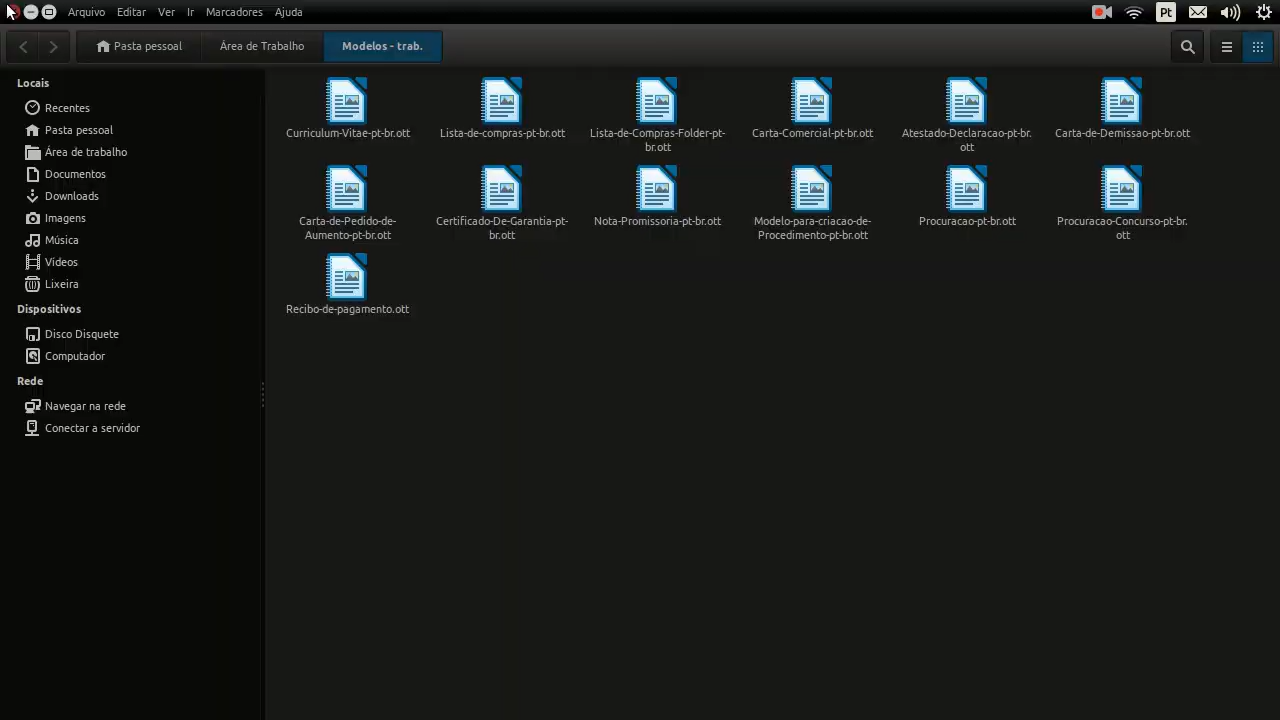 Arquivo Editar Ver Ir Marcadores Ajuda Pt
Pasta pessoal Área de Trabalho Modelos - trab.
Locais
Recentes
Pasta pessoal
Área de trabalho
Documentos
Downloads
Imagens
Música
Vídeos
Lixeira
Dispositivos
Disco Disquete
Computador
Rede
Navegar na rede
Conectar a servidor
Curriculum-Vitae-pt-br.ott
Lista-de-compras-pt-br.ott
Lista-de-Compras-Folder-pt-
br.ott
Carta-Comercial-pt-br.ott
Atestado-Declaracao-pt-br.
ott
Carta-de-Demissao-pt-br.ott
Carta-de-Pedido-de-
Aumento-pt-br.ott
Certificado-De-Garantia-pt-
br.ott
Nota-Promissoria-pt-br.ott
Modelo-para-criacao-de-
Procedimento-pt-br.ott
Procuracao-pt-br.ott
Procuracao-Concurso-pt-br.
ott
Recibo-de-pagamento.ott